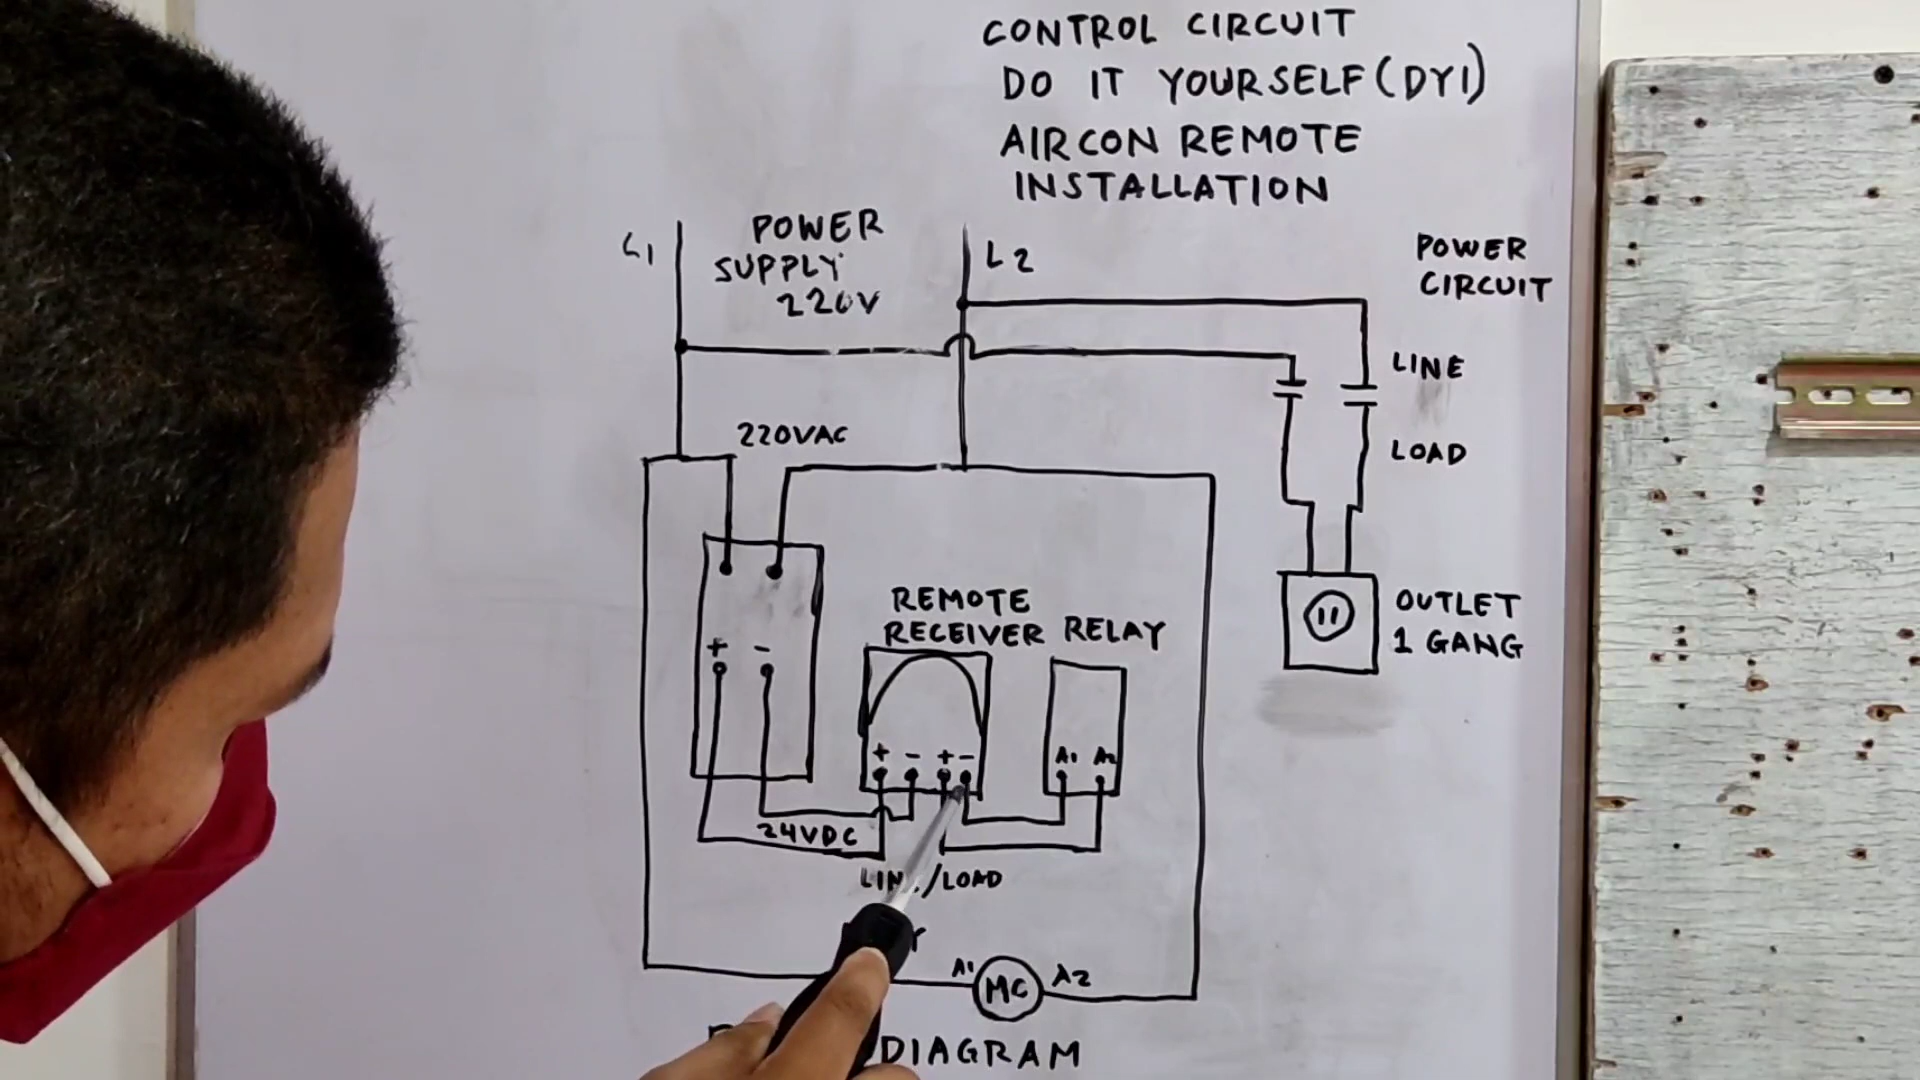 CONTROL CIRCUIT
DO IT YOURSELF (DYI)
AIRCON REMOTE
INSTALLATION
L1
POWER
SUPPLY
220V
L2
POWER
CIRCUIT
LINE
LOAD
220VAC
REMOTE
RECEIVER RELAY
OUTLET
1 GANG
+ -
+ - + -
A1 A2
24VDC
/LOAD
A1 MC A2
DIAGRAM